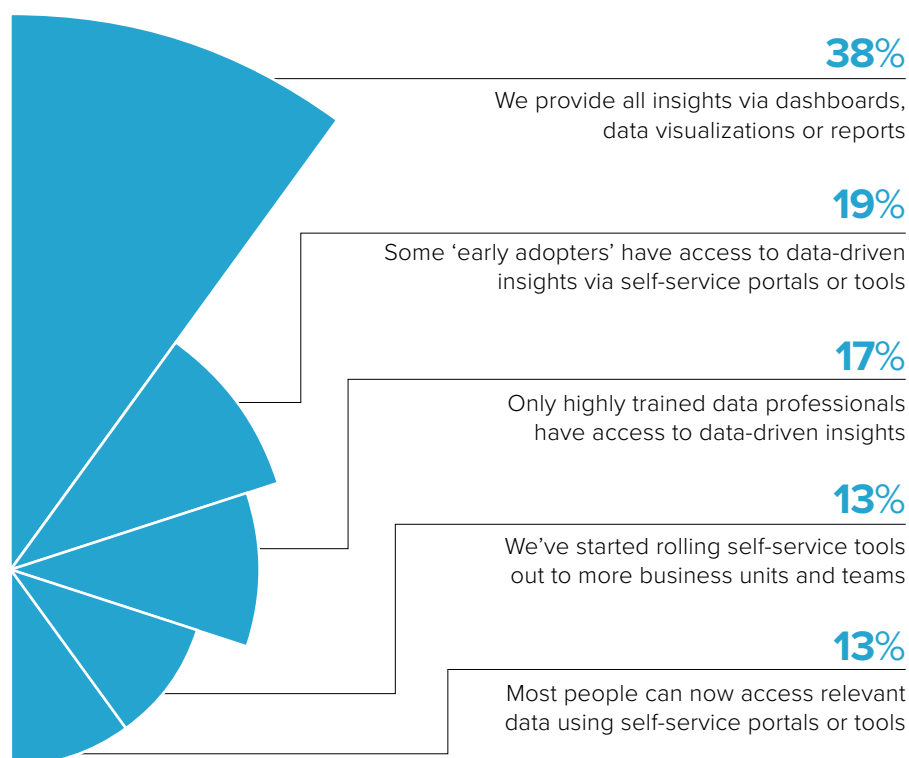 38%
We provide all insights via dashboards,
data visualizations or reports
19%
Some ‘early adopters’ have access to data-driven
insights via self-service portals or tools
17%
Only highly trained data professionals
have access to data-driven insights
13%
We’ve started rolling self-service tools
out to more business units and teams
13%
Most people can now access relevant
data using self-service portals or tools